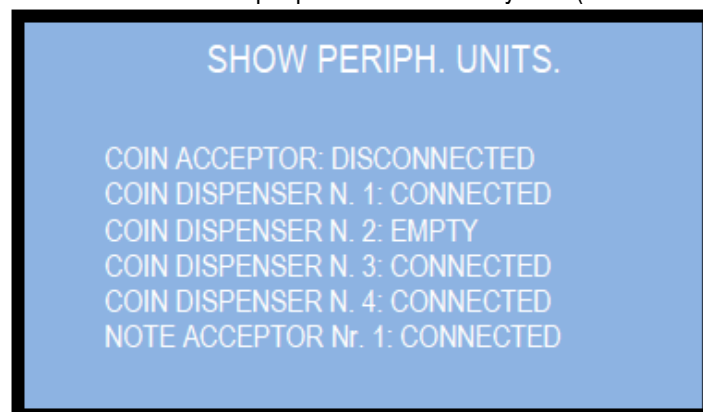 SHOW PERIPH. UNITS.
COIN ACCEPTOR: DISCONNECTED
COIN DISPENSER N. 1: CONNECTED
COIN DISPENSER N. 2: EMPTY
COIN DISPENSER N. 3: CONNECTED
COIN DISPENSER N. 4: CONNECTED
NOTE ACCEPTOR Nr. 1: CONNECTED